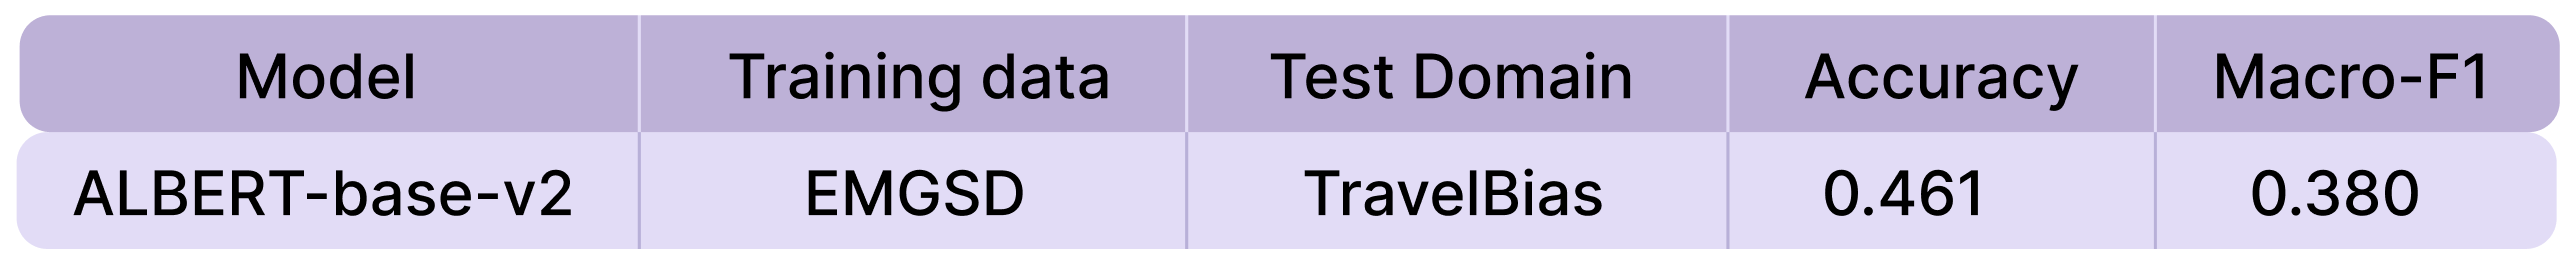 Model Training data Test Domain Accuracy Macro-F1
ALBERT-base-v2 EMGSD TravelBias 0.461 0.380